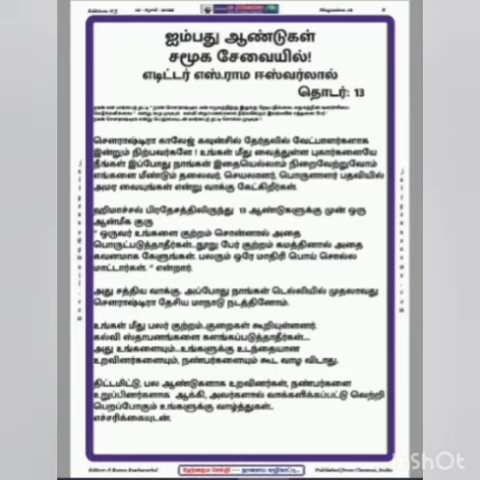 ஐம்பது ஆண்டுகள்
சமூக சேவையில்!
எடிட்டர் எஸ்.ராம ஈஸ்வர்லால்
தொடர்: 13
சௌராஷ்டிரா காலேஜ் கவுன்சில் தேர்தலில் வேட்பாளர்களாக
இன்னும் நிற்பவர்களே ! உங்கள் மீது வைத்துள்ள புகார்களையே
நீங்கள் இப்போது நாங்கள் இதையெல்லாம் நிறைவேற்றுவோம்
எங்களை மீண்டும் தலைவர், செயலாளர், பொருளாளர் பதவியில்
அமர வையுங்கள் என்று வாக்கு கேட்கிறீர்கள்.
ஹிமாச்சல் பிரதேசத்திலிருந்து 13 ஆண்டுகளுக்கு முன் ஒரு
ஆன்மீக குரு
" ஒருவர் உங்களை குற்றம் சொன்னால் அதை
பொருட்படுத்தாதீர்கள்..நூறு பேர் குற்றம் சுமத்தினால் அதை
கவனமாக கேளுங்கள். பலரும் ஒரே மாதிரி பொய் சொல்ல
மாட்டார்கள். " என்றார்.
அது சத்திய வாக்கு. அப்போது நாங்கள் டெல்லியில் முதலாவது
சௌராஷ்டிரா தேசிய மாநாடு நடத்தினோம்.
உங்கள் மீது பலர் குற்றம்..குறைகள் கூறியுள்ளனர்.
கல்வி ஸ்தாபனங்களை களங்கப்படுத்தாதீர்கள்...
அது உங்களையும்..உங்களுக்கு உடந்தையான
உறவினர்களையும், நண்பர்களையும் கூட வாழ விடாது.
திட்டமிட்டு, பல ஆண்டுகளாக உறவினர்கள், நண்பர்களை
உறுப்பினர்களாக ஆக்கி, அவர்களால் வாக்களிக்கப்பட்டு வெற்றி
பெறப்போகும் உங்களுக்கு வாழ்த்துகள்..
எச்சரிக்கையுடன்.
Published from Chennai, India